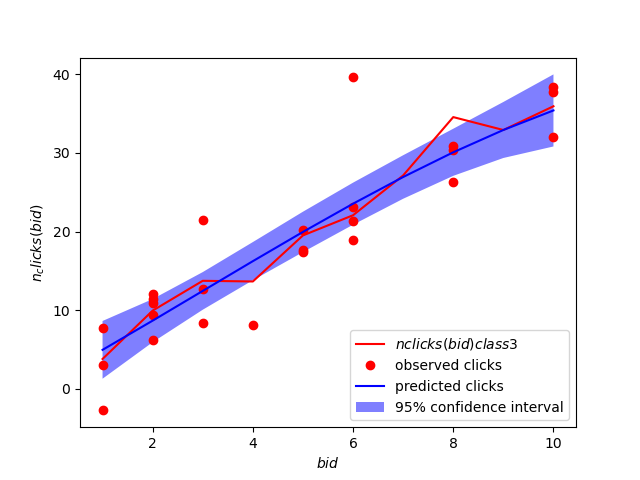 40
30
20
10
0
n_clicks(bid)
2
4
6
8
10
bid
nclicks(bid)class3
observed clicks
predicted clicks
95% confidence interval